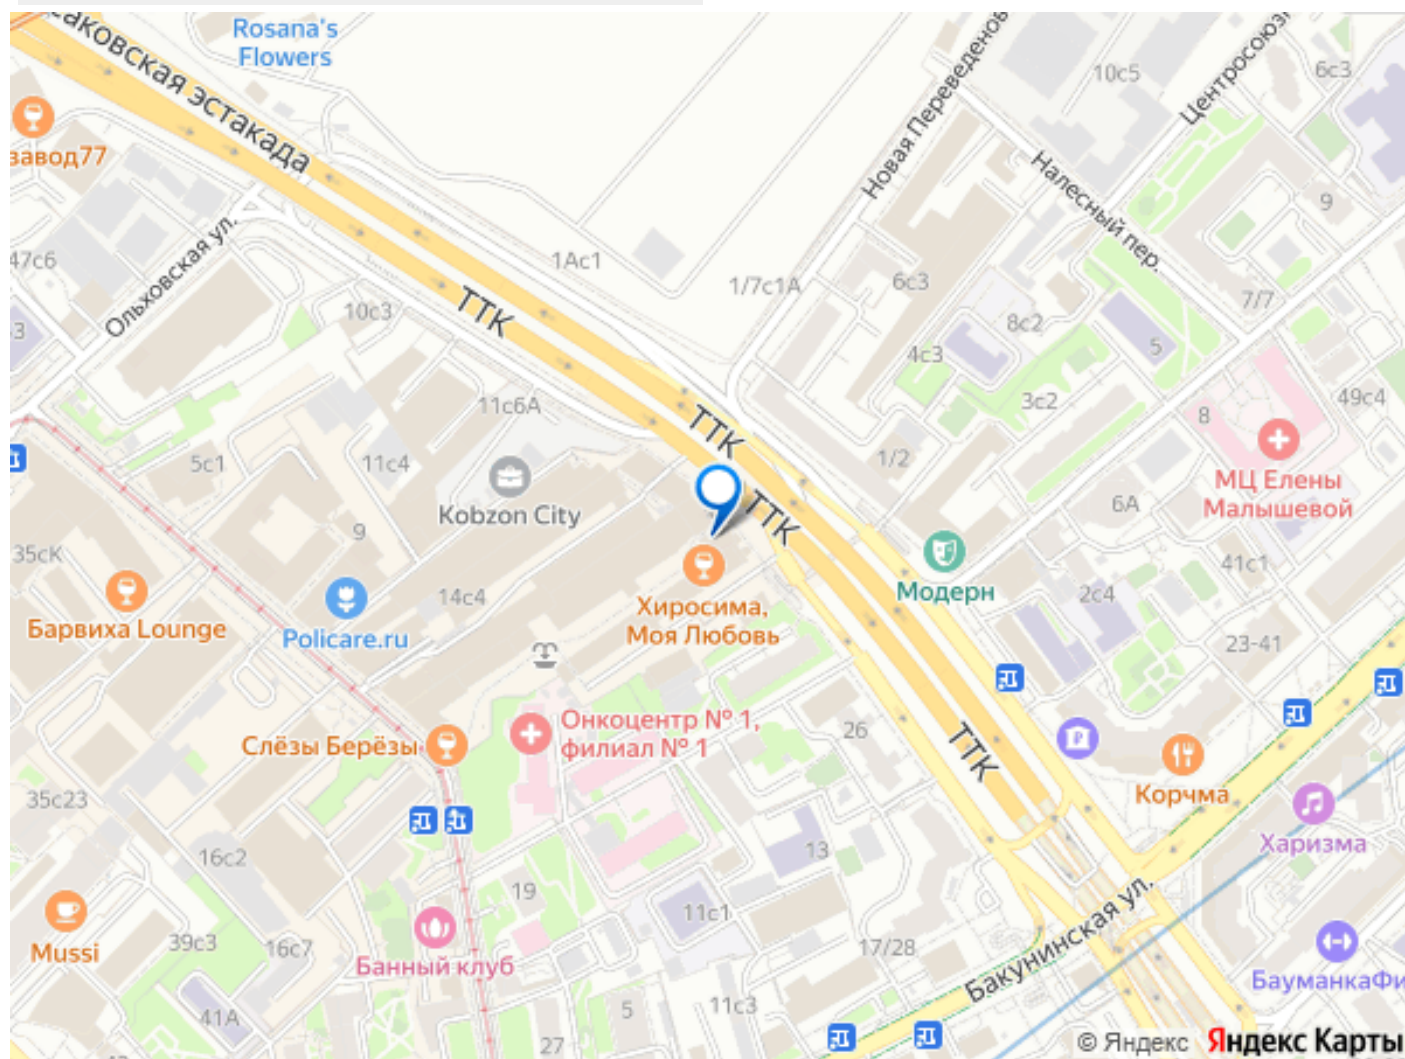 Rosana's
Flowers
аковская эстакада
завод77
Новая Переведенов
10с5
Центросоюз
6с3
Налесный пер.
9
47с6
Ольховская ул.
3
10с3
ТТК
1Ас1
1/7с1А
6с3
8с2
7/7
5
4с3
3с2
49с4
8
11с6А
ТТК
5с1
11с4
9
Kobzon City
ТТК
1/2
МЦ Елены
Малышевой
6А
35сК
41с1
Барвиха Lounge
Policare.ru
14с4
Хиросима,
Моя Любовь
Модерн
2с4
23-41
Слёзы Берёзы
Онкоцентр № 1,
филиал № 1
26
ТТК
Корчма
35с23
Харизма
16с2
13
19
11с1
Mussi
39с3
16с7
Банный клуб
17/28
Бакунинская ул.
БауманкаФи
41А
5
11с3
27
© Яндекс Яндекс Карты